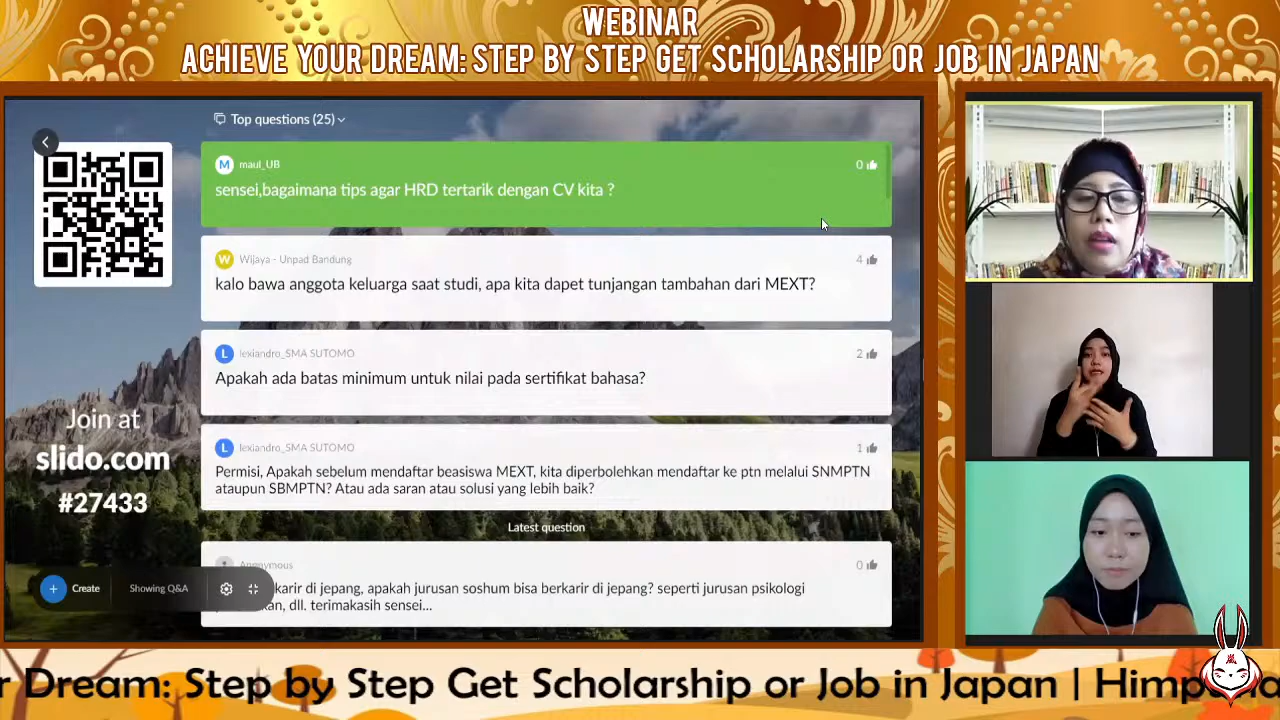 WEBINAR
ACHIEVE YOUR DREAM: STEP BY STEP GET SCHOLARSHIP OR JOB IN JAPAN
Top questions (25)
M maul_UB
0
sensei,bagaimana tips agar HRD tertarik dengan CV kita ?
W Wijaya - Unpad Bandung
4
kalo bawa anggota keluarga saat studi, apa kita dapet tunjangan tambahan dari MEXT?
L lexiandro_SMA SUTOMO
2
Apakah ada batas minimum untuk nilai pada sertifikat bahasa?
L lexiandro_SMA SUTOMO
1
Permisi, Apakah sebelum mendaftar beasiswa MEXT, kita diperbolehkan mendaftar ke ptn melalui SNMPTN
ataupun SBMPTN? Atau ada saran atau solusi yang lebih baik?
Latest question
Anonymous
0
karir di jepang, apakah jurusan soshum bisa berkarir di jepang? seperti jurusan psikologi
kan, dll. terimakasih sensei...
Join at
slido.com
#27433
Create
Showing Q&A
r Dream: Step by Step Get Scholarship or Job in Japan | Himp